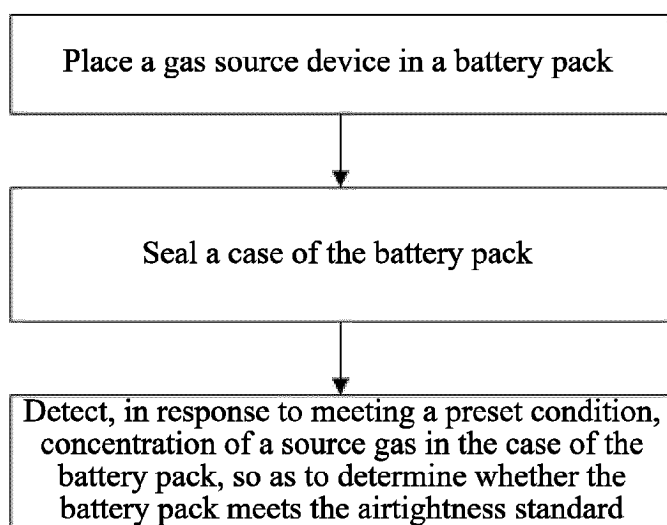 Place a gas source device in a battery pack
Seal a case of the battery pack
Detect, in response to meeting a preset condition,
concentration of a source gas in the case of the
battery pack, so as to determine whether the
battery pack meets the airtightness standard